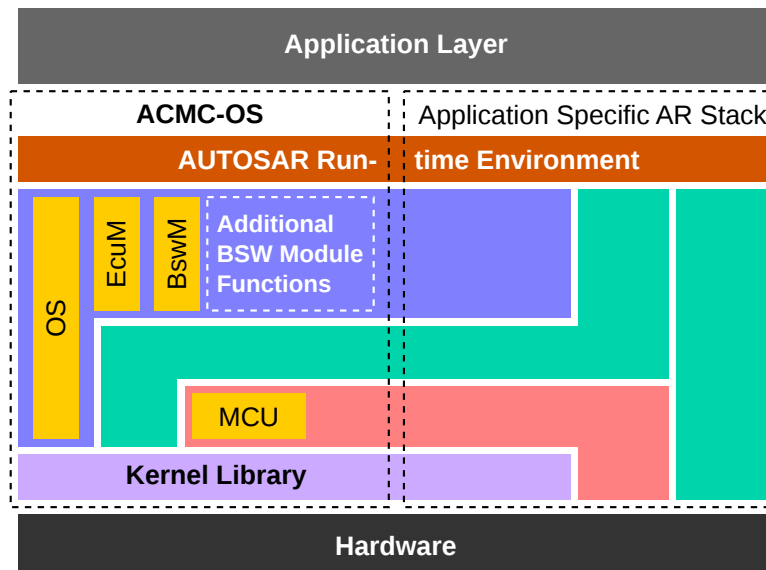 Application Layer
ACMC-OS
Application Specific AR Stack
AUTOSAR Run- time Environment
OS
EcuM
BswM
Additional
BSW Module
Functions
MCU
Kernel Library
Hardware